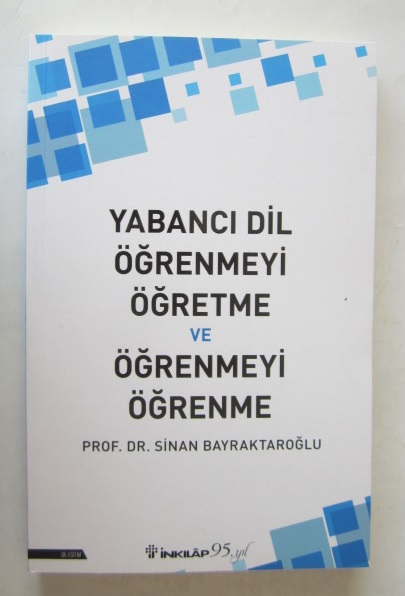 YABANCI DİL
ÖĞRENMEYİ
ÖĞRETME
VE
ÖĞRENMEYİ
ÖĞRENME
PROF. DR. SİNAN BAYRAKTAROĞLU
İNKILÂP 95.yıl